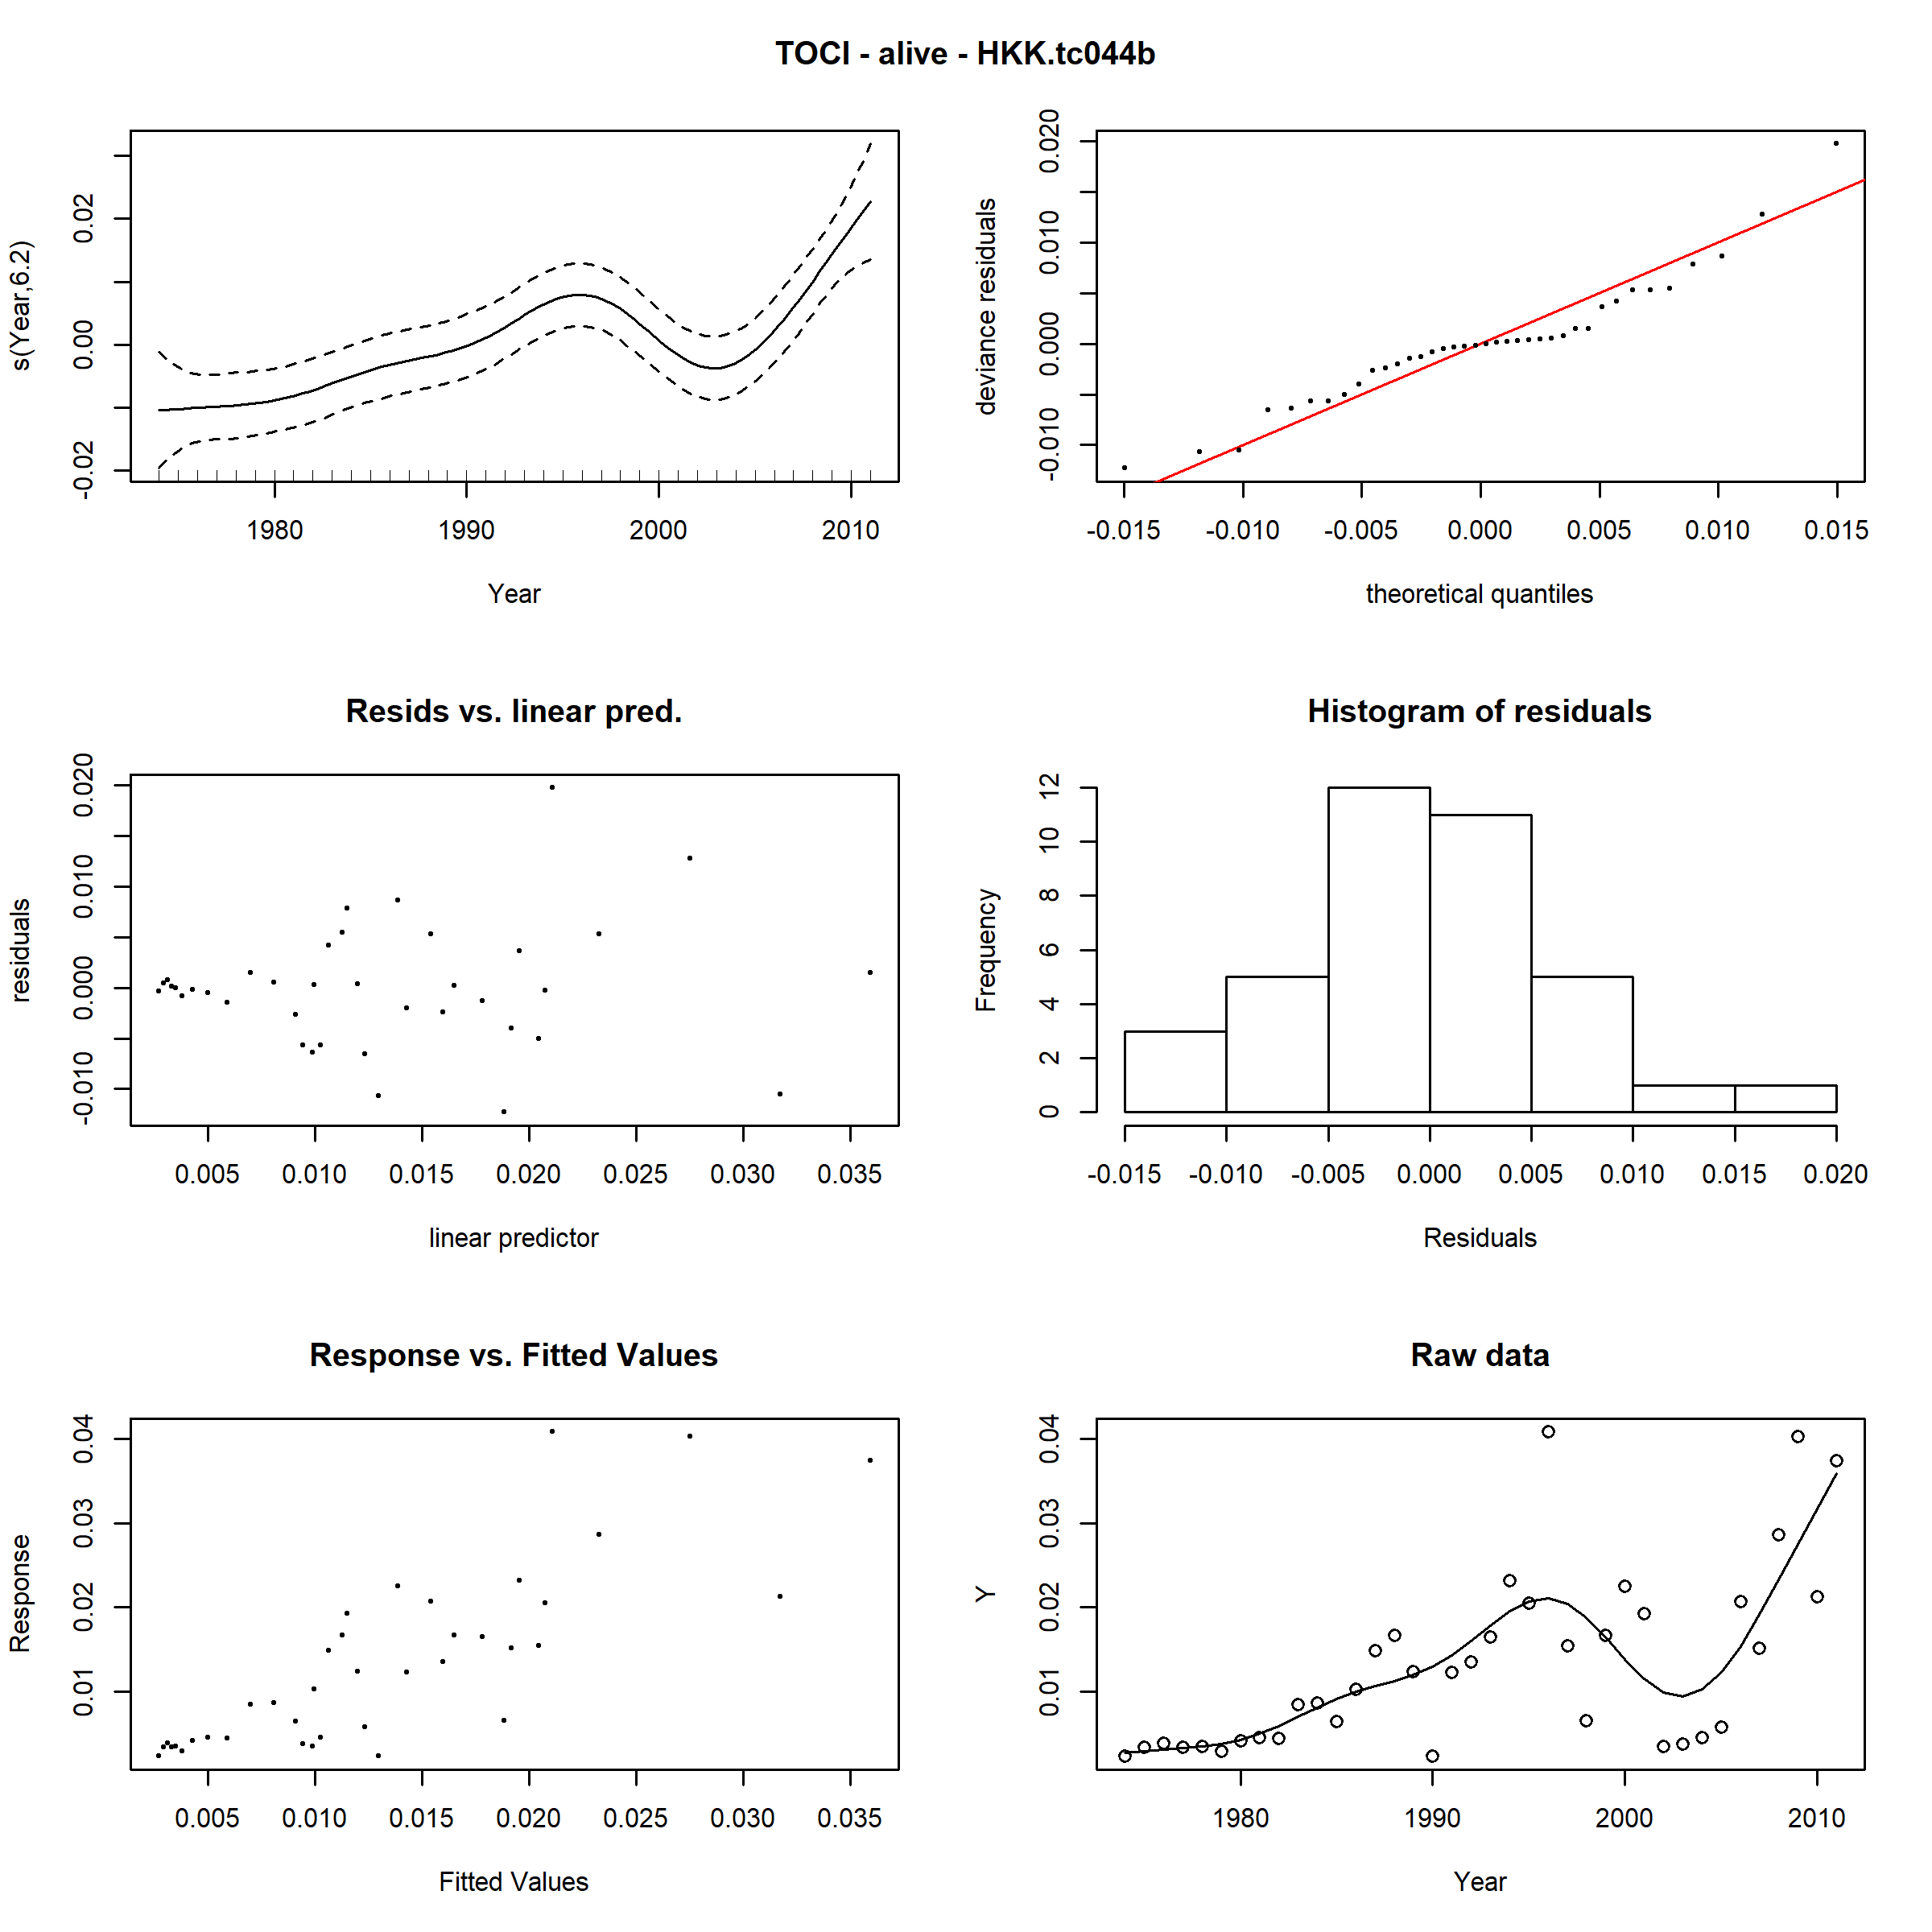 TOCI - alive - HKK.tc044b
s(Year,6.2)
-0.02 0.00 0.02
1980 1990 2000 2010
Year
deviance residuals
-0.010 0.000 0.010 0.020
-0.015 -0.010 -0.005 0.000 0.005 0.010 0.015
theoretical quantiles
Resids vs. linear pred.
residuals
-0.010 0.000 0.010 0.020
0.005 0.010 0.015 0.020 0.025 0.030 0.035
linear predictor
Histogram of residuals
Frequency
0 2 4 6 8 10 12
-0.015 -0.010 -0.005 0.000 0.005 0.010 0.015 0.020
Residuals
Response vs. Fitted Values
Response
0.01 0.02 0.03 0.04
0.005 0.010 0.015 0.020 0.025 0.030 0.035
Fitted Values
Raw data
Y
0.01 0.02 0.03 0.04
1980 1990 2000 2010
Year